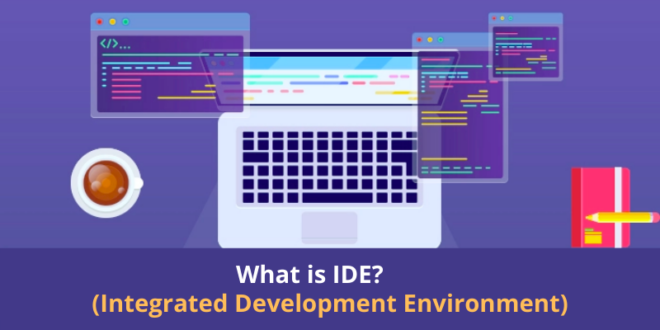 </>...
What is IDE?
(Integrated Development Environment)